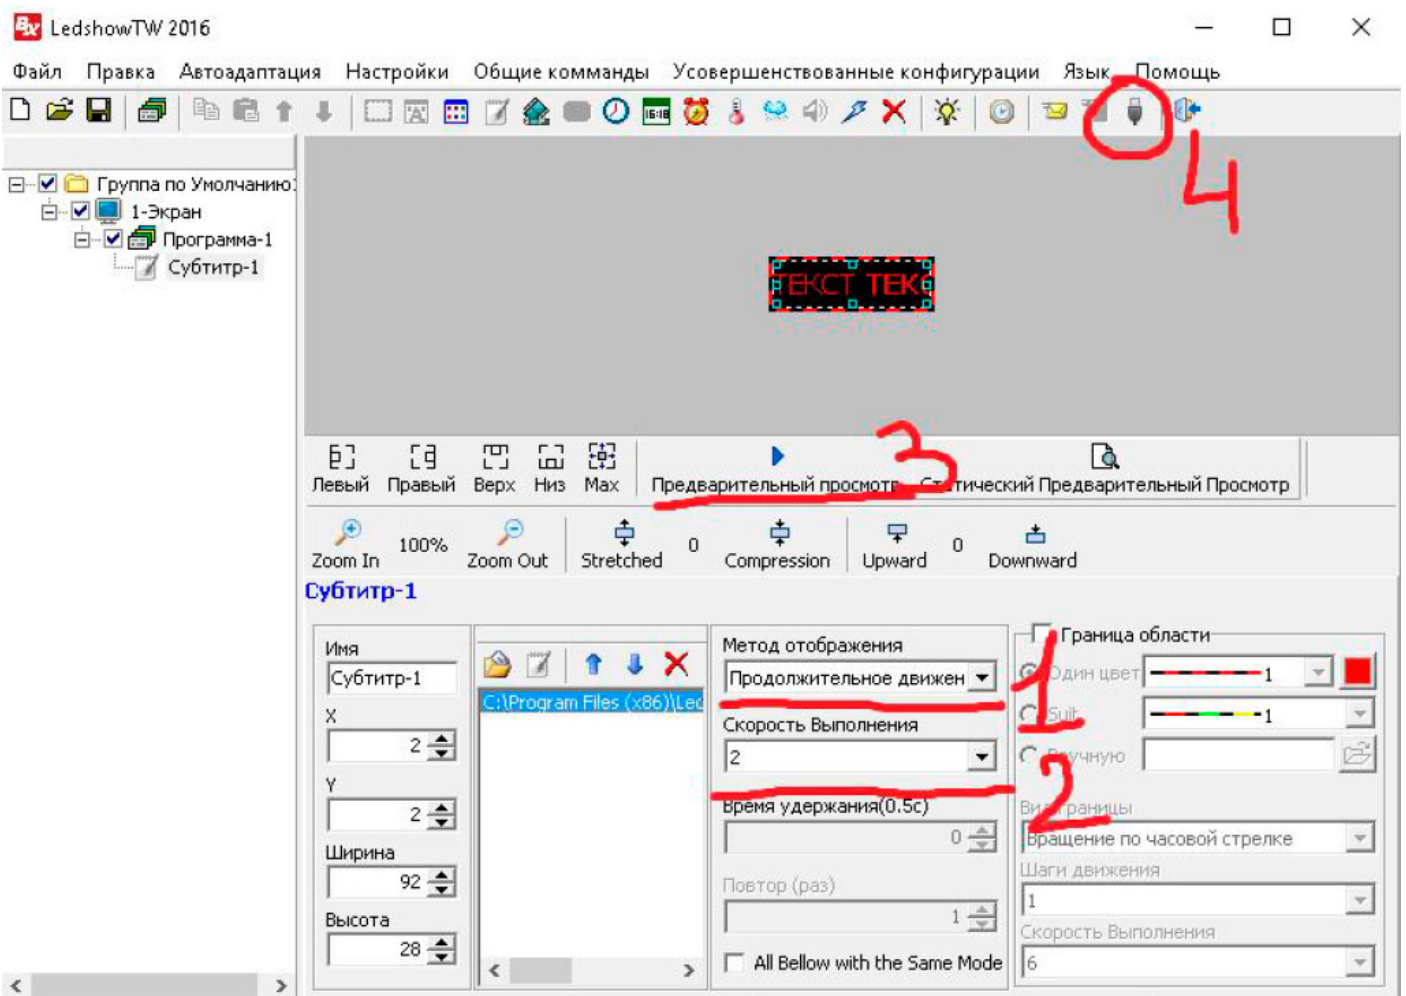 LedshowTW 2016
Файл Правка Автоадаптация Настройки Общие комманды Усовершенствованные конфигурации Язык Помощь
16:18
4
Группа по Умолчанию
1-Экран
Программа-1
Субтитр-1
ТЕКСТ ТЕКС
3
Левый Правый Верх Низ Max Предварительный просмотр Статический Предварительный Просмотр
Zoom In 100% Zoom Out Stretched 0 Compression Upward 0 Downward
Субтитр-1
Имя
Субтитр-1
X
2
Y
2
Ширина
92
Высота
28
C:\Program Files (x86)\Led
Метод отображения
Продолжительное движен
1
Скорость Выполнения
2
2
Время удержания(0.5с)
0
Повтор (раз)
1
All Bellow with the Same Mode
Граница области
Один цвет 1
Suit 1
Вручную
Вид границы
Вращение по часовой стрелке
Шаги движения
1
Скорость Выполнения
6